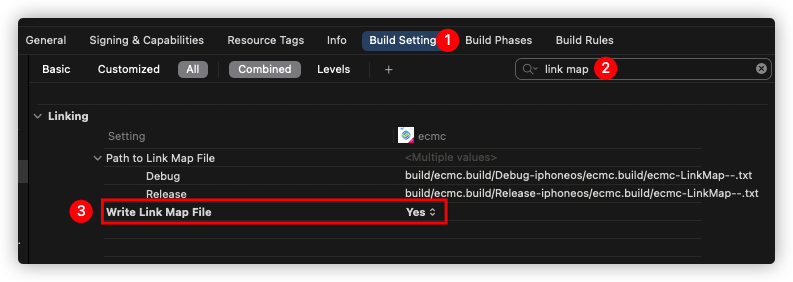 General Signing & Capabilities Resource Tags Info Build Setting 1 Build Phases Build Rules
Basic Customized All Combined Levels + link map 2
Linking
Setting ecmc
Path to Link Map File <Multiple values>
Debug build/ecmc.build/Debug-iphoneos/ecmc.build/ecmc-LinkMap--.txt
Release build/ecmc.build/Release-iphoneos/ecmc.build/ecmc-LinkMap--.txt
3 Write Link Map File Yes